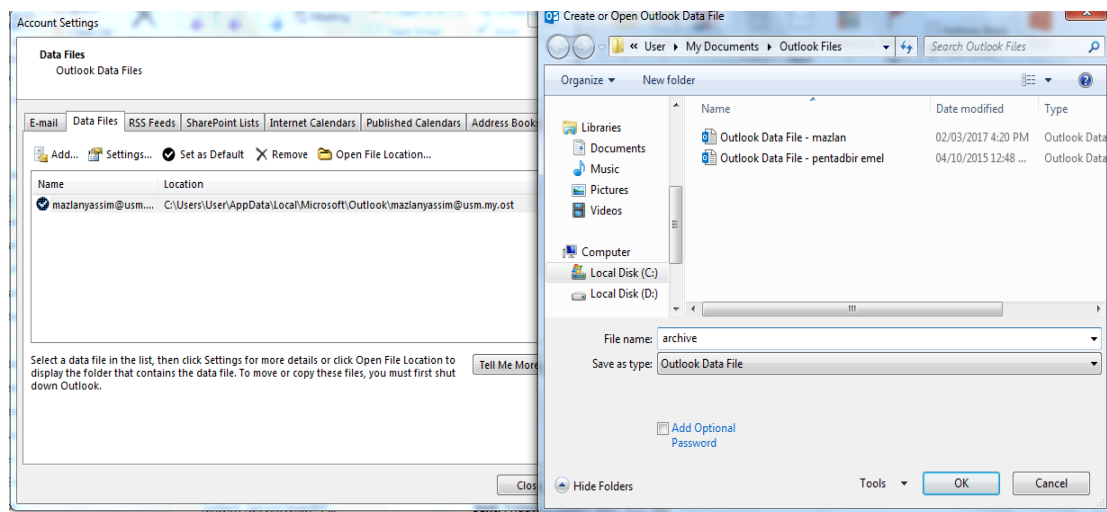 Account Settings
Data Files
Outlook Data Files
E-mail Data Files RSS Feeds SharePoint Lists Internet Calendars Published Calendars Address Book
Add... Settings... Set as Default Remove Open File Location...
Name Location
mazlanyassim@usm.... C:\Users\User\AppData\Local\Microsoft\Outlook\mazlanyassim@usm.my.ost
Select a data file in the list, then click Settings for more details or click Open File Location to
display the folder that contains the data file. To move or copy these files, you must first shut
down Outlook.
Tell Me More
Clos
Create or Open Outlook Data File
« User ▸ My Documents ▸ Outlook Files
Search Outlook Files
Organize New folder
Libraries
Documents
Music
Pictures
Videos
Computer
Local Disk (C:)
Local Disk (D:)
Name Date modified Type
Outlook Data File - mazlan 02/03/2017 4:20 PM Outlook Data
Outlook Data File - pentadbir emel 04/10/2015 12:48 ... Outlook Data
File name: archive
Save as type: Outlook Data File
Add Optional
Password
Hide Folders
Tools OK Cancel